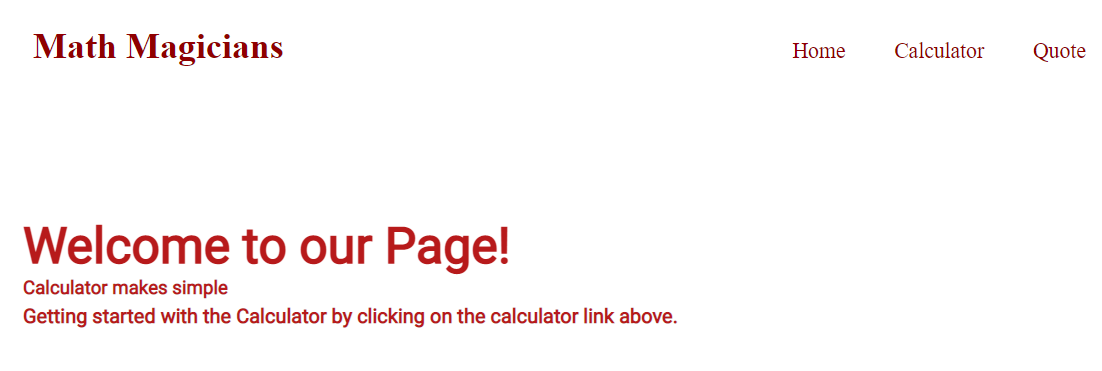 Math Magicians
Home Calculator Quote
Welcome to our Page!
Calculator makes simple
Getting started with the Calculator by clicking on the calculator link above.